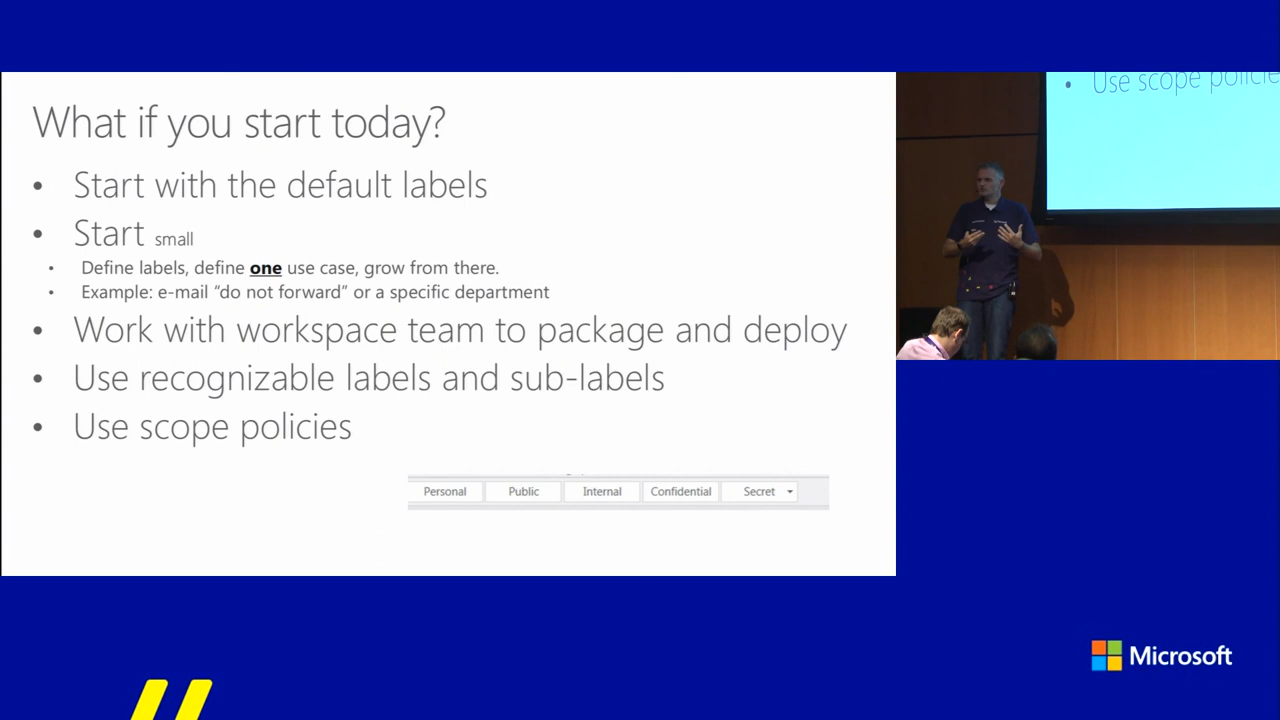 What if you start today?
• Start with the default labels
• Start small
• Define labels, define one use case, grow from there.
• Example: e-mail “do not forward” or a specific department
• Work with workspace team to package and deploy
• Use recognizable labels and sub-labels
• Use scope policies
Personal Public Internal Confidential Secret
• Use scope policie
Microsoft